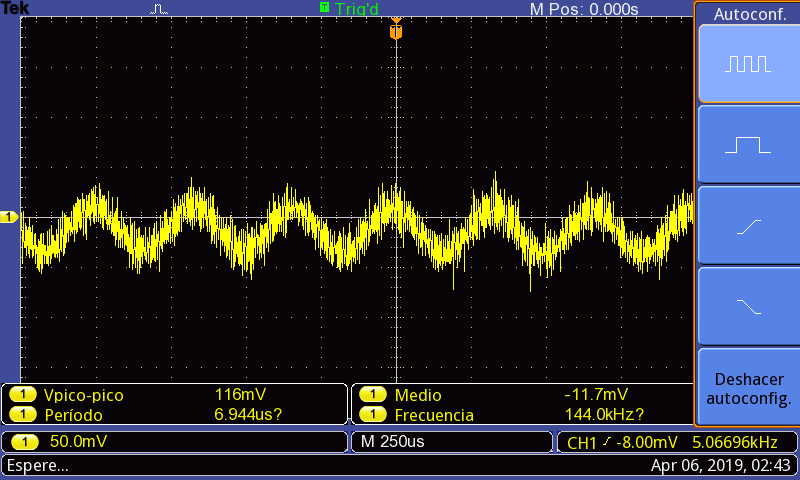 Tek T Trig'd M Pos: 0.000s Autoconf.
T
1
1 Vpico-pico 116mV 1 Medio -11.7mV
1 Período 6.944us? 1 Frecuencia 144.0kHz?
Deshacer
autoconfig.
1 50.0mV M 250us CH1 -8.00mV 5.06696kHz
Espere... Apr 06, 2019, 02:43